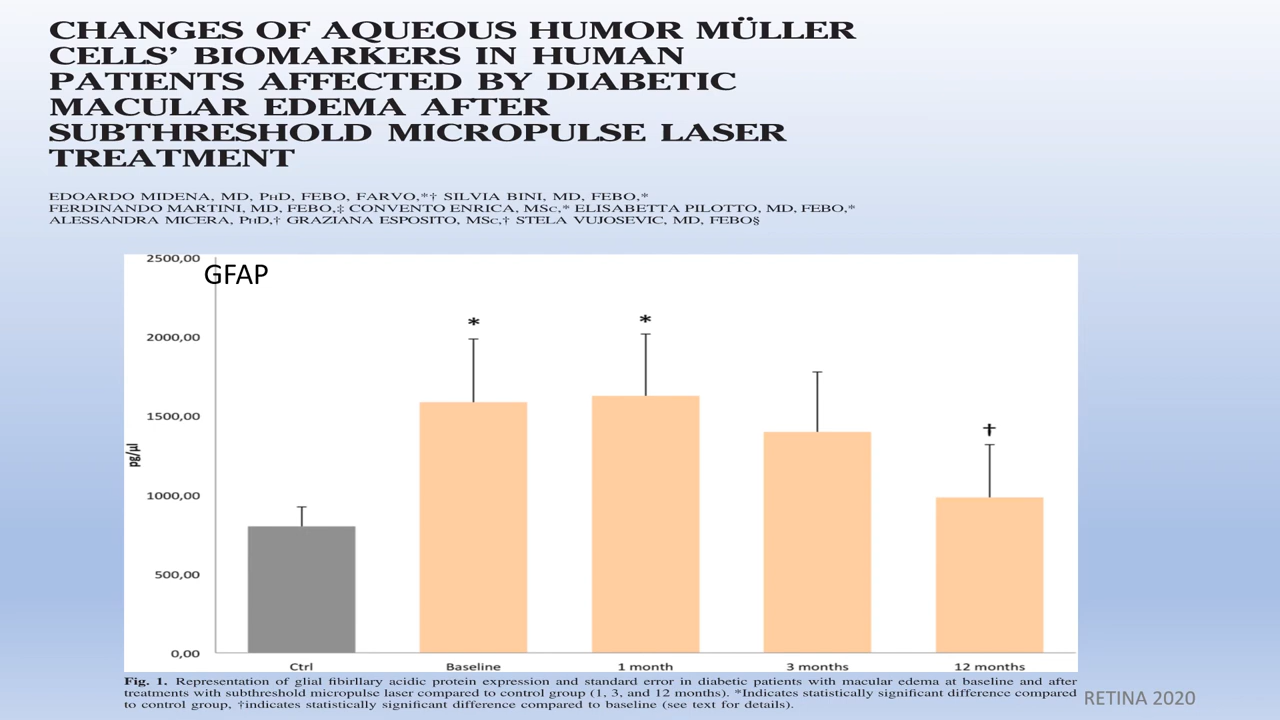 CHANGES OF AQUEOUS HUMOR MÜLLER
CELLS' BIOMARKERS IN HUMAN
PATIENTS AFFECTED BY DIABETIC
MACULAR EDEMA AFTER
SUBTHRESHOLD MICROPULSE LASER
TREATMENT
EDOARDO MIDENA, MD, PHD, FEBO, FARVO,*† SILVIA BINI, MD, FEBO,*
FERDINANDO MARTINI, MD, FEBO,‡ CONVENTO ENRICA, MSC,* ELISABETTA PILOTTO, MD, FEBO,*
ALESSANDRA MICERA, PHD,† GRAZIANA ESPOSITO, MSC,† STELA VUJOSEVIC, MD, FEBO§
2500,00
GFAP
* *
2000,00
1500,00
†
pg/µl
1000,00
500,00
0,00
Ctrl Baseline 1 month 3 months 12 months
Fig. 1. Representation of glial fibirllary acidic protein expression and standard error in diabetic patients with macular edema at baseline and after
treatments with subthreshold micropulse laser compared to control group (1, 3, and 12 months). *Indicates statistically significant difference compared
to control group, †indicates statistically significant difference compared to baseline (see text for details).
RETINA 2020